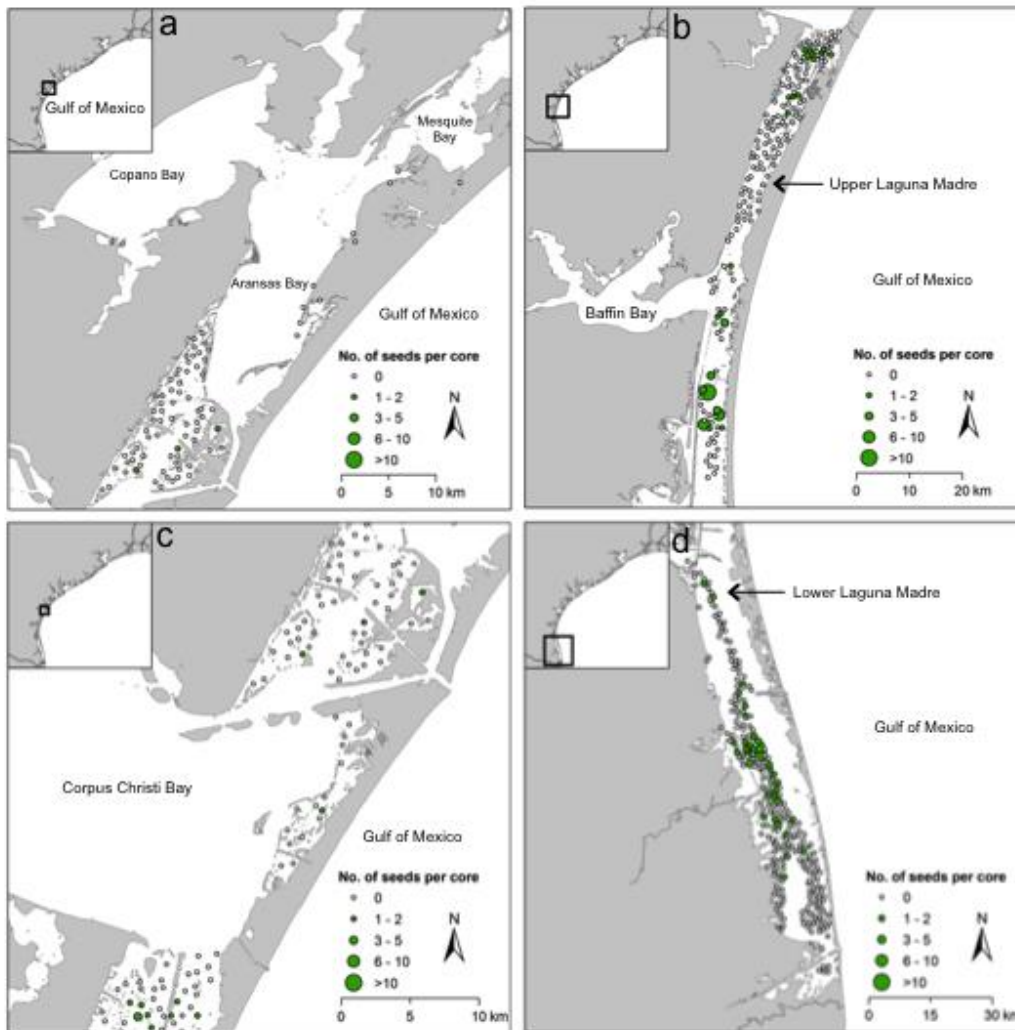 a
Gulf of Mexico
Mesquite
Bay
Copano Bay
Aransas Bay
Gulf of Mexico
No. of seeds per core
0
1 - 2
3 - 5
6 - 10
>10
N
0 5 10 km
b
Upper Laguna Madre
Gulf of Mexico
Baffin Bay
No. of seeds per core
0
1 - 2
3 - 5
6 - 10
>10
N
0 10 20 km
c
Corpus Christi Bay
Gulf of Mexico
No. of seeds per core
0
1 - 2
3 - 5
6 - 10
>10
N
0 5 10 km
d
Lower Laguna Madre
Gulf of Mexico
No. of seeds per core
0
1 - 2
3 - 5
6 - 10
>10
N
0 15 30 km